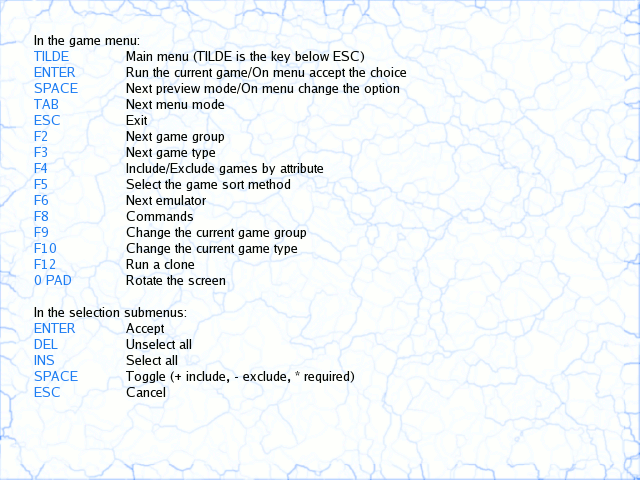 In the game menu:
TILDE Main menu (TILDE is the key below ESC)
ENTER Run the current game/On menu accept the choice
SPACE Next preview mode/On menu change the option
TAB Next menu mode
ESC Exit
F2 Next game group
F3 Next game type
F4 Include/Exclude games by attribute
F5 Select the game sort method
F6 Next emulator
F8 Commands
F9 Change the current game group
F10 Change the current game type
F12 Run a clone
0 PAD Rotate the screen
In the selection submenus:
ENTER Accept
DEL Unselect all
INS Select all
SPACE Toggle (+ include, - exclude, * required)
ESC Cancel